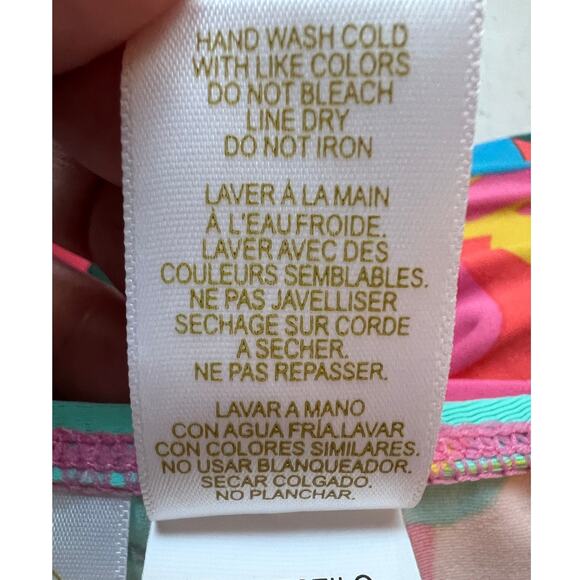 HAND WASH COLD
WITH LIKE COLORS
DO NOT BLEACH
LINE DRY
DO NOT IRON
LAVER À LA MAIN
À L'EAU FROIDE.
LAVER AVEC DES
COULEURS SEMBLABLES.
NE PAS JAVELLISER
SECHAGE SUR CORDE
A SECHER.
NE PAS REPASSER.
LAVAR A MANO
CON AGUA FRÍA.LAVAR
CON COLORES SIMILARES.
NO USAR BLANQUEADOR.
SECAR COLGADO.
NO PLANCHAR.